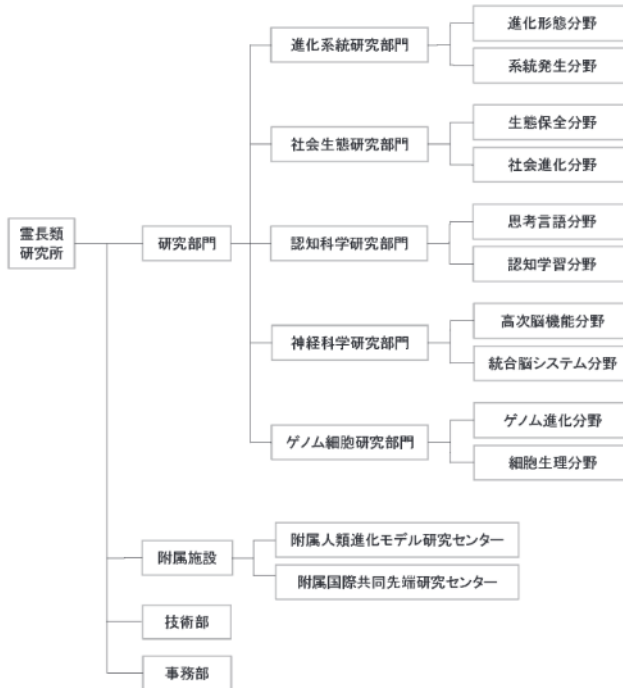 進化系統研究部門
進化形態分野
系統発生分野
社会生態研究部門
生態保全分野
社会進化分野
霊長類
研究所
研究部門
認知科学研究部門
思考言語分野
認知学習分野
神経科学研究部門
高次脳機能分野
統合脳システム分野
ゲノム細胞研究部門
ゲノム進化分野
細胞生理分野
附属施設
附属人類進化モデル研究センター
附属国際共同先端研究センター
技術部
事務部